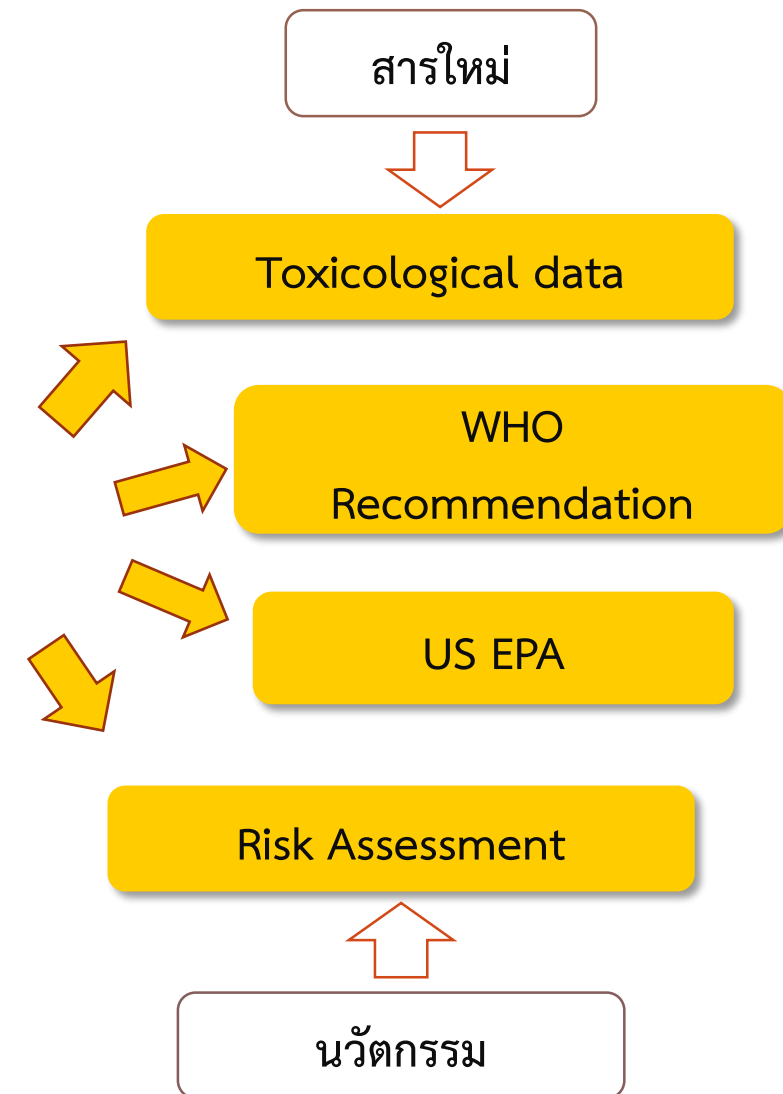 สารใหม่
Toxicological data
WHO
Recommendation
US EPA
Risk Assessment
นวัตกรรม